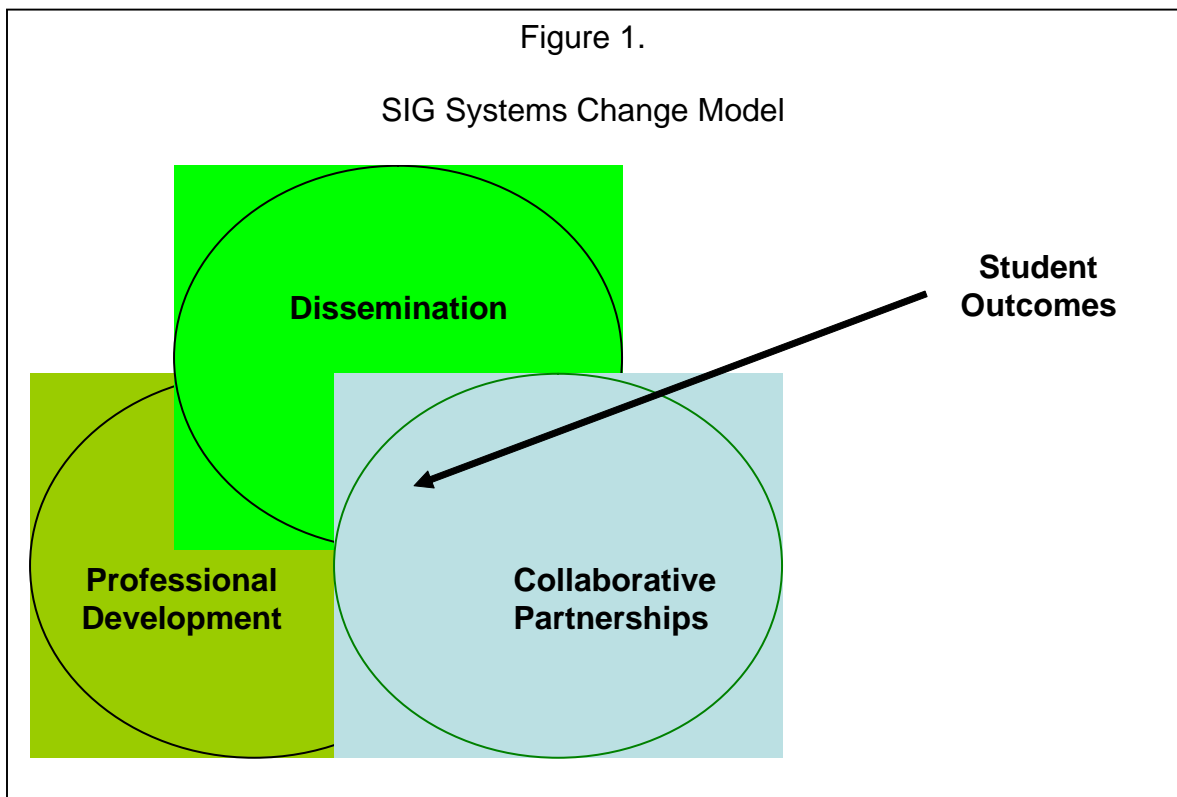 Figure 1.
SIG Systems Change Model
Student
Outcomes
Dissemination
Professional
Development
Collaborative
Partnerships